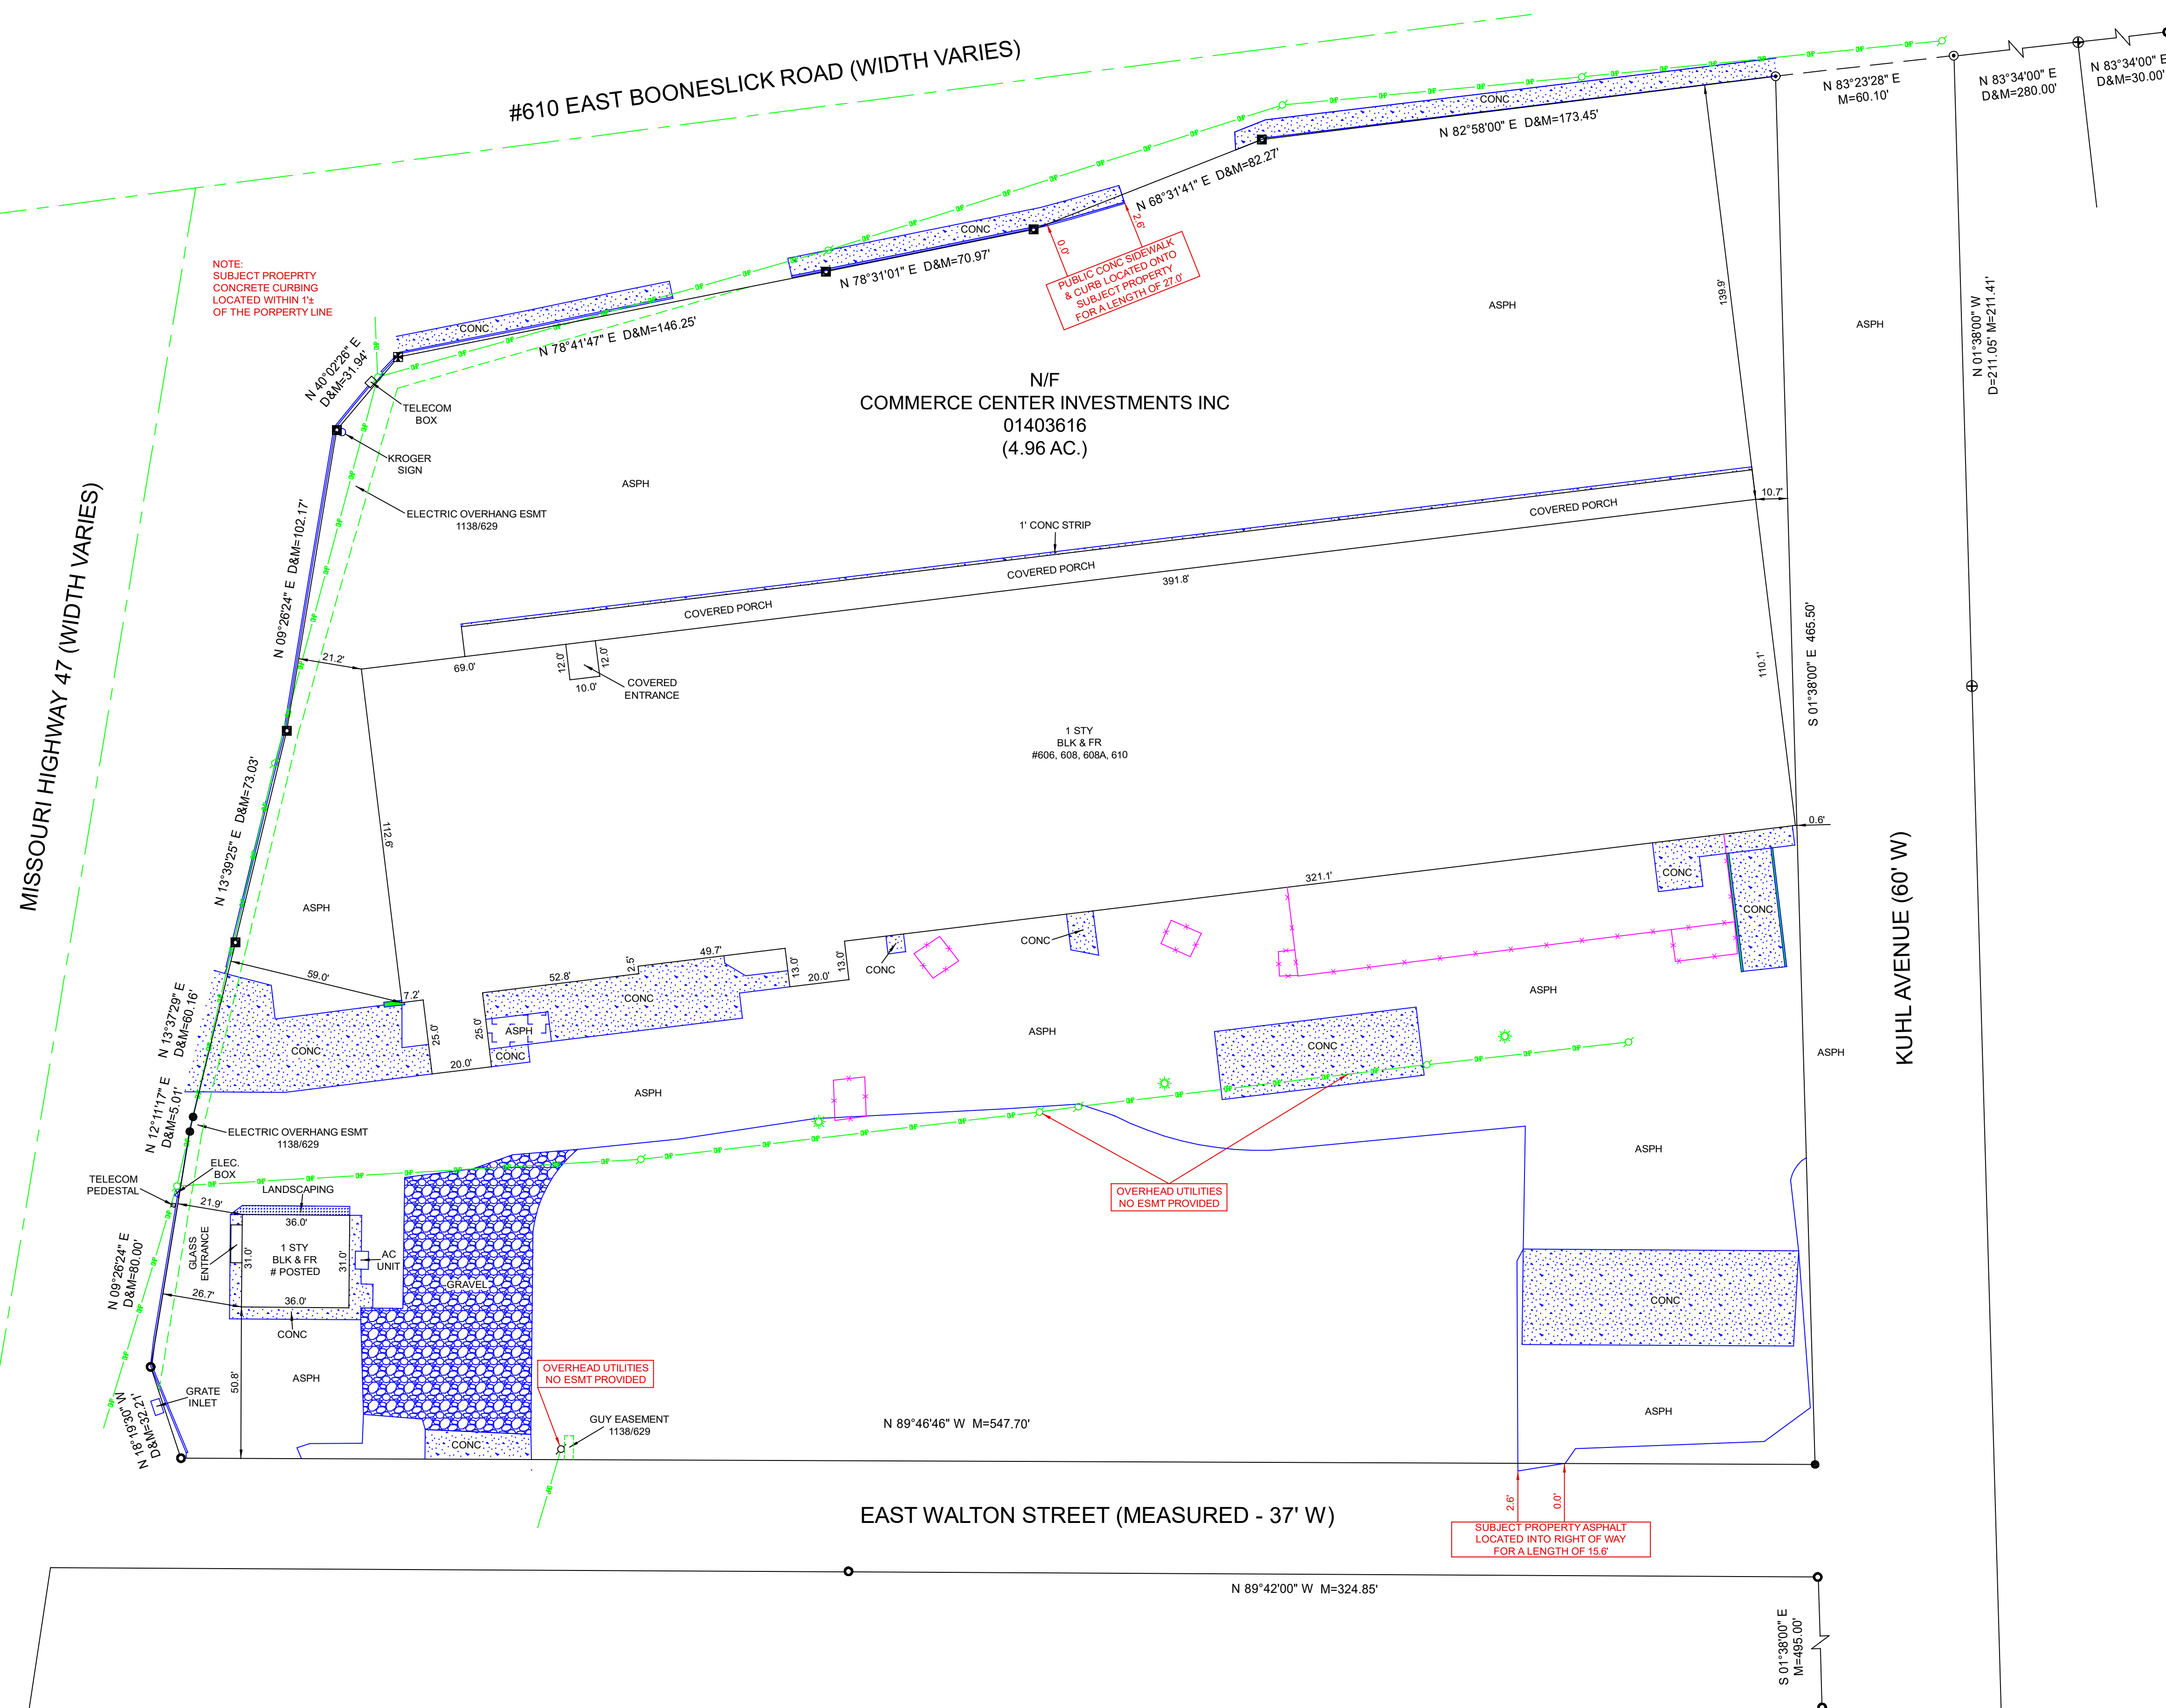 #610 EAST BOONESLICK ROAD (WIDTH VARIES)
N 83°23'28" E
M=60.10'
N 83°34'00" E
D&M=280.00'
N 83°34'00" E
D&M=30.00'
CONC
N 82°58'00" E D&M=173.45'
N 68°31'41" E D&M=82.27'
CONC
N 78°31'01" E D&M=70.97'
0.0'
2.6'
PUBLIC CONC SIDEWALK
& CURB LOCATED ONTO
SUBJECT PROPERTY
FOR A LENGTH OF 27.0'
NOTE:
SUBJECT PROEPRTY
CONCRETE CURBING
LOCATED WITHIN 1'±
OF THE PORPERTY LINE
CONC
N 78°41'47" E D&M=146.25'
N 40°02'26" E
D&M=31.94'
TELECOM
BOX
KROGER
SIGN
N/F
COMMERCE CENTER INVESTMENTS INC
01403616
(4.96 AC.)
ASPH
139.9'
ASPH
N 01°38'00" W
D=211.05' M=211.41'
ASPH
ELECTRIC OVERHANG ESMT
1138/629
MISSOURI HIGHWAY 47 (WIDTH VARIES)
N 09°26'24" E D&M=102.17'
1' CONC STRIP
COVERED PORCH
COVERED PORCH
COVERED PORCH
10.7'
391.8'
21.2'
69.0'
12.0'
12.0'
10.0'
COVERED
ENTRANCE
110.1'
S 01°38'00" E 465.50'
1 STY
BLK & FR
#606, 608, 608A, 610
N 13°39'25" E D&M=73.03'
112.6'
ASPH
0.6'
321.1'
CONC
CONC
KUHL AVENUE (60' W)
CONC
CONC
49.7'
2.5'
52.8'
13.0'
20.0'
13.0'
CONC
59.0'
7.2'
25.0'
25.0'
20.0'
ASPH
CONC
CONC
N 13°37'29" E
D&M=60.16'
ASPH
ASPH
ASPH
CONC
ASPH
ASPH
N 12°11'17" E
D&M=5.01'
ELECTRIC OVERHANG ESMT
1138/629
ELEC.
BOX
TELECOM
PEDESTAL
LANDSCAPING
21.9'
36.0'
GLASS
ENTRANCE
31.0'
1 STY
BLK & FR
# POSTED
31.0'
AC
UNIT
26.7'
36.0'
CONC
GRAVEL
OVERHEAD UTILITIES
NO ESMT PROVIDED
N 09°26'24" E
D&M=80.00'
CONC
50.8'
ASPH
GRATE
INLET
N 18°19'30" W
D&M=32.21'
OVERHEAD UTILITIES
NO ESMT PROVIDED
GUY EASEMENT
1138/629
CONC
N 89°46'46" W M=547.70'
ASPH
EAST WALTON STREET (MEASURED - 37' W)
2.6'
0.0'
SUBJECT PROPERTY ASPHALT
LOCATED INTO RIGHT OF WAY
FOR A LENGTH OF 15.6'
N 89°42'00" W M=324.85'
S 01°38'00" E
M=495.00'